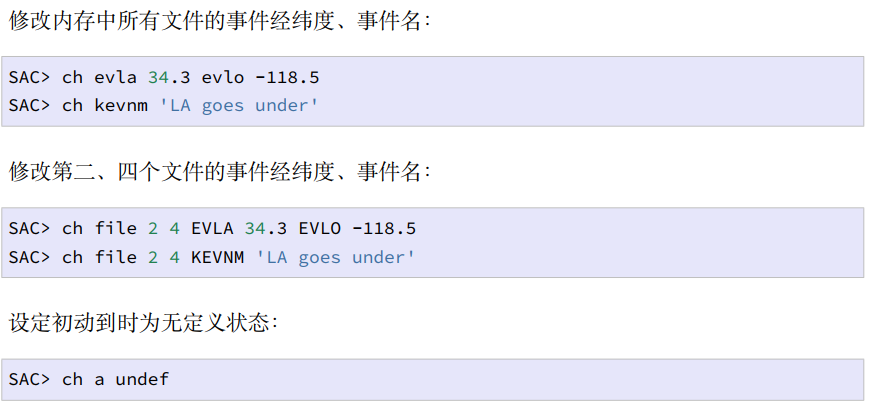 修改内存中所有文件的事件经纬度、事件名：
SAC> ch evla 34.3 evlo -118.5
SAC> ch kevnm 'LA goes under'
修改第二、四个文件的事件经纬度、事件名：
SAC> ch file 2 4 EVLA 34.3 EVLO -118.5
SAC> ch file 2 4 KEVNM 'LA goes under'
设定初动到时为无定义状态：
SAC> ch a undef